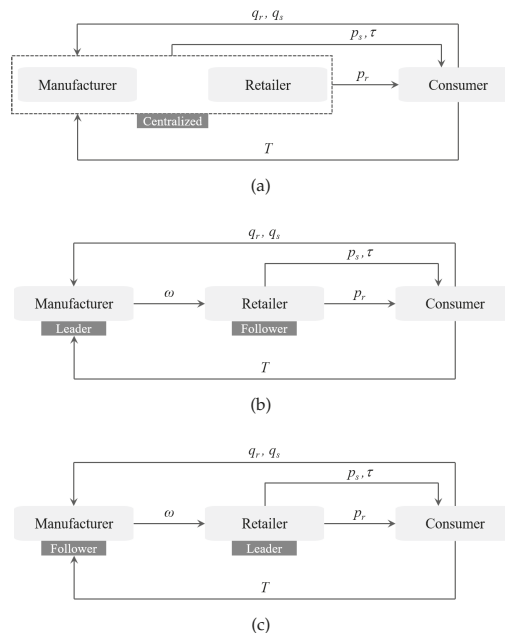 q_r, q_s
p_s, τ
Manufacturer
Retailer
p_r
Consumer
Centralized
T
(a)
q_r, q_s
p_s, τ
Manufacturer
ω
Retailer
p_r
Consumer
Leader
Follower
T
(b)
q_r, q_s
p_s, τ
Manufacturer
ω
Retailer
p_r
Consumer
Follower
Leader
T
(c)